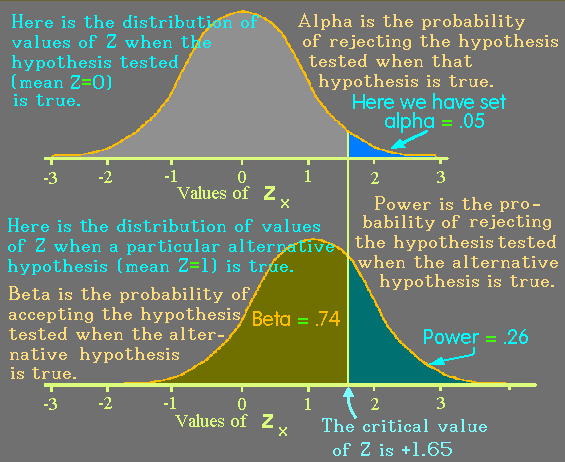 Here is the distribution of
values of Z when the
hypothesis tested
(mean Z=0)
is true.
Alpha is the probability
of rejecting the hypothesis
tested when that
hypothesis is true.
Here we have set
alpha = .05
-3 -2 -1 0 1 2 3
Values of Z x
Power is the pro-
bability of rejecting
the hypothesis tested
when the alternative
hypothesis is true.
Here is the distribution of values
of Z when a particular alternative
hypothesis (mean Z=1) is true.
Beta is the probability of
accepting the hypothesis
tested when the alter-
native hypothesis
is true.
Beta = .74
Power = .26
-3 -2 -1 0 1 2 3
Values of Z x
The critical value
of Z is +1.65